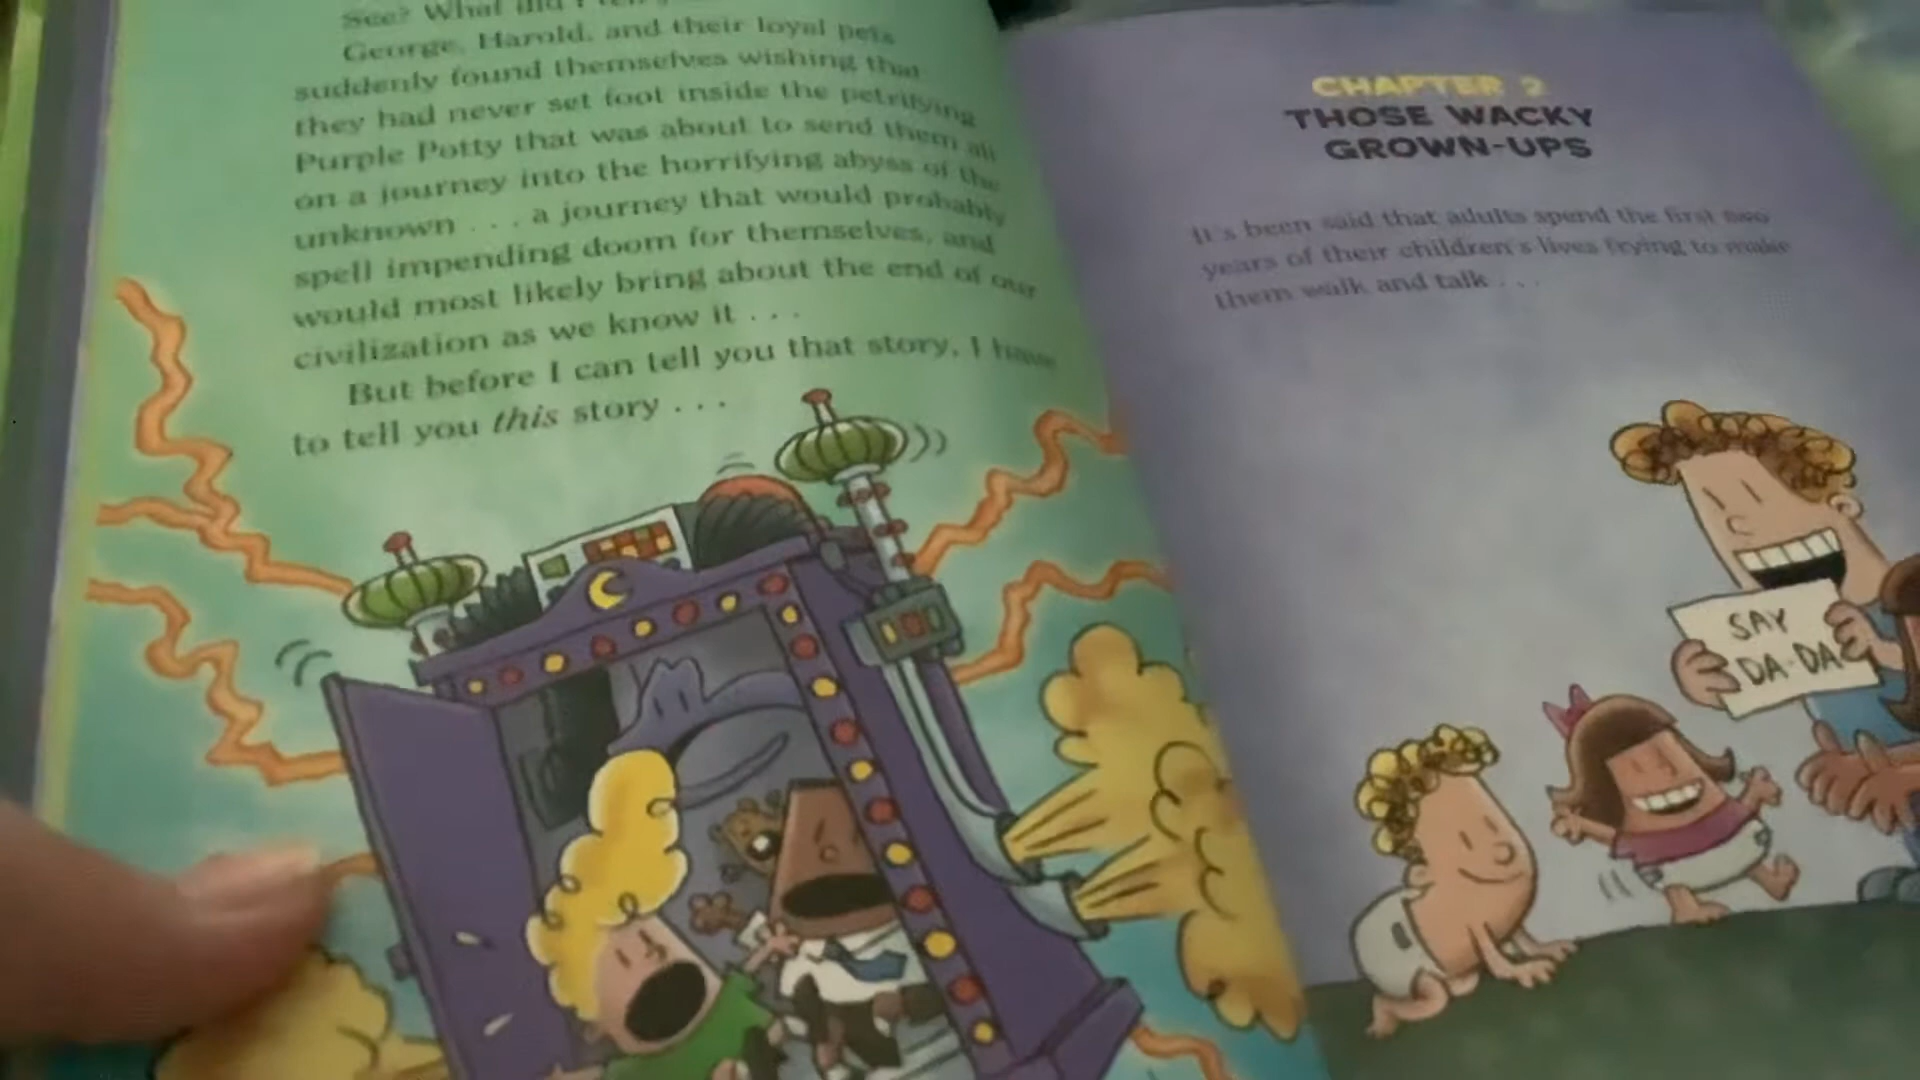 See? What did I
George, Harold, and their loyal pets
suddenly found themselves wishing that
they had never set foot inside the petrifying
Purple Potty that was about to send them all
on a journey into the horrifying abyss of the
unknown . . . a journey that would probably
spell impending doom for themselves, and
would most likely bring about the end of our
civilization as we know it . . .
But before I can tell you that story, I have
to tell you this story . . .
CHAPTER 2
THOSE WACKY
GROWN-UPS
It's been said that adults spend the first two
years of their children's lives trying to make
them walk and talk . . .
SAY
DA-DA